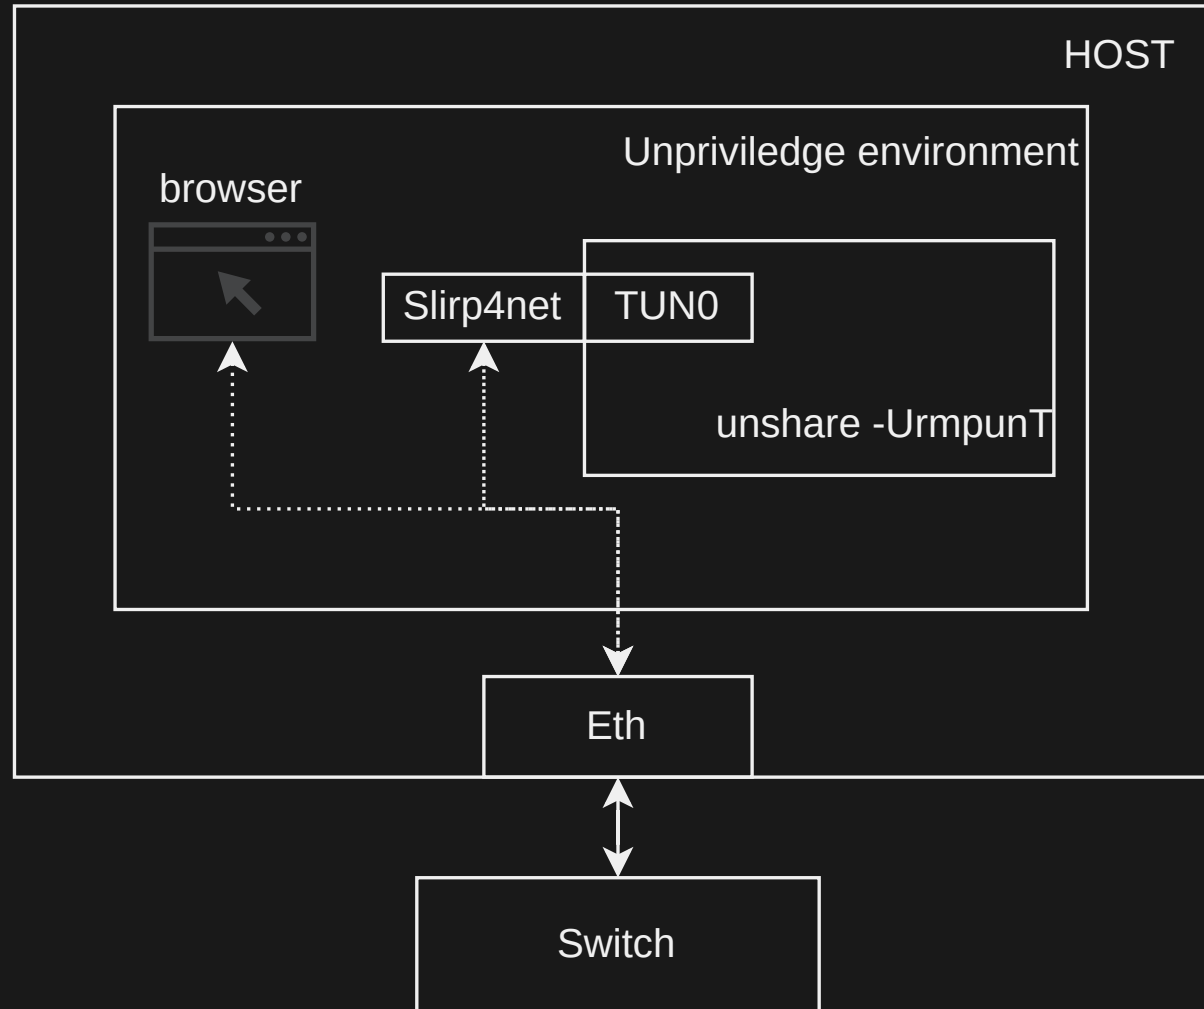 HOST
Unpriviledge environment
browser
Slirp4net
TUN0
unshare -UrmpunT
Eth
Switch